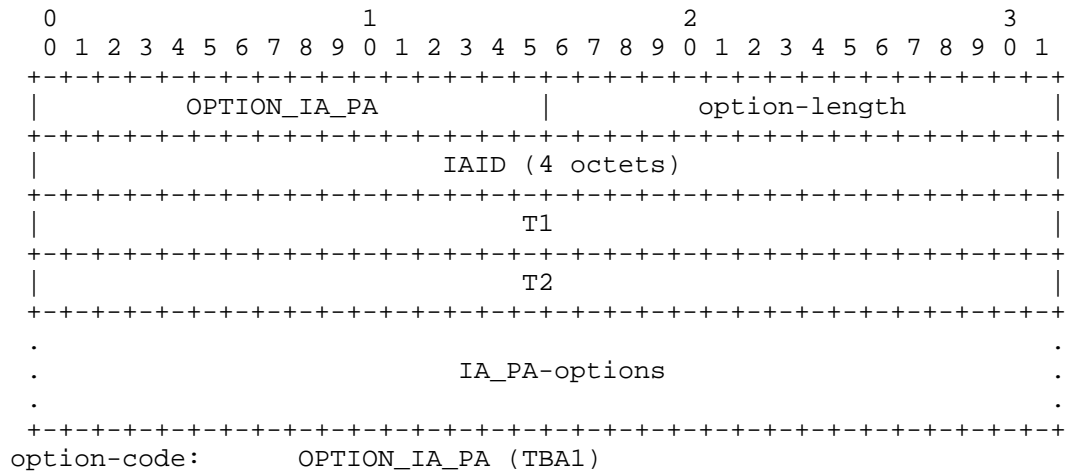 0                   1                   2                   3
 0 1 2 3 4 5 6 7 8 9 0 1 2 3 4 5 6 7 8 9 0 1 2 3 4 5 6 7 8 9 0 1
+-+-+-+-+-+-+-+-+-+-+-+-+-+-+-+-+-+-+-+-+-+-+-+-+-+-+-+-+-+-+-+-+
|         OPTION_IA_PA          |         option-length         |
+-+-+-+-+-+-+-+-+-+-+-+-+-+-+-+-+-+-+-+-+-+-+-+-+-+-+-+-+-+-+-+-+
|                         IAID (4 octets)                       |
+-+-+-+-+-+-+-+-+-+-+-+-+-+-+-+-+-+-+-+-+-+-+-+-+-+-+-+-+-+-+-+-+
|                              T1                               |
+-+-+-+-+-+-+-+-+-+-+-+-+-+-+-+-+-+-+-+-+-+-+-+-+-+-+-+-+-+-+-+-+
|                              T2                               |
+-+-+-+-+-+-+-+-+-+-+-+-+-+-+-+-+-+-+-+-+-+-+-+-+-+-+-+-+-+-+-+-+
.                                                               .
.                          IA_PA-options                        .
.                                                               .
+-+-+-+-+-+-+-+-+-+-+-+-+-+-+-+-+-+-+-+-+-+-+-+-+-+-+-+-+-+-+-+-+
option-code:      OPTION_IA_PA (TBA1)